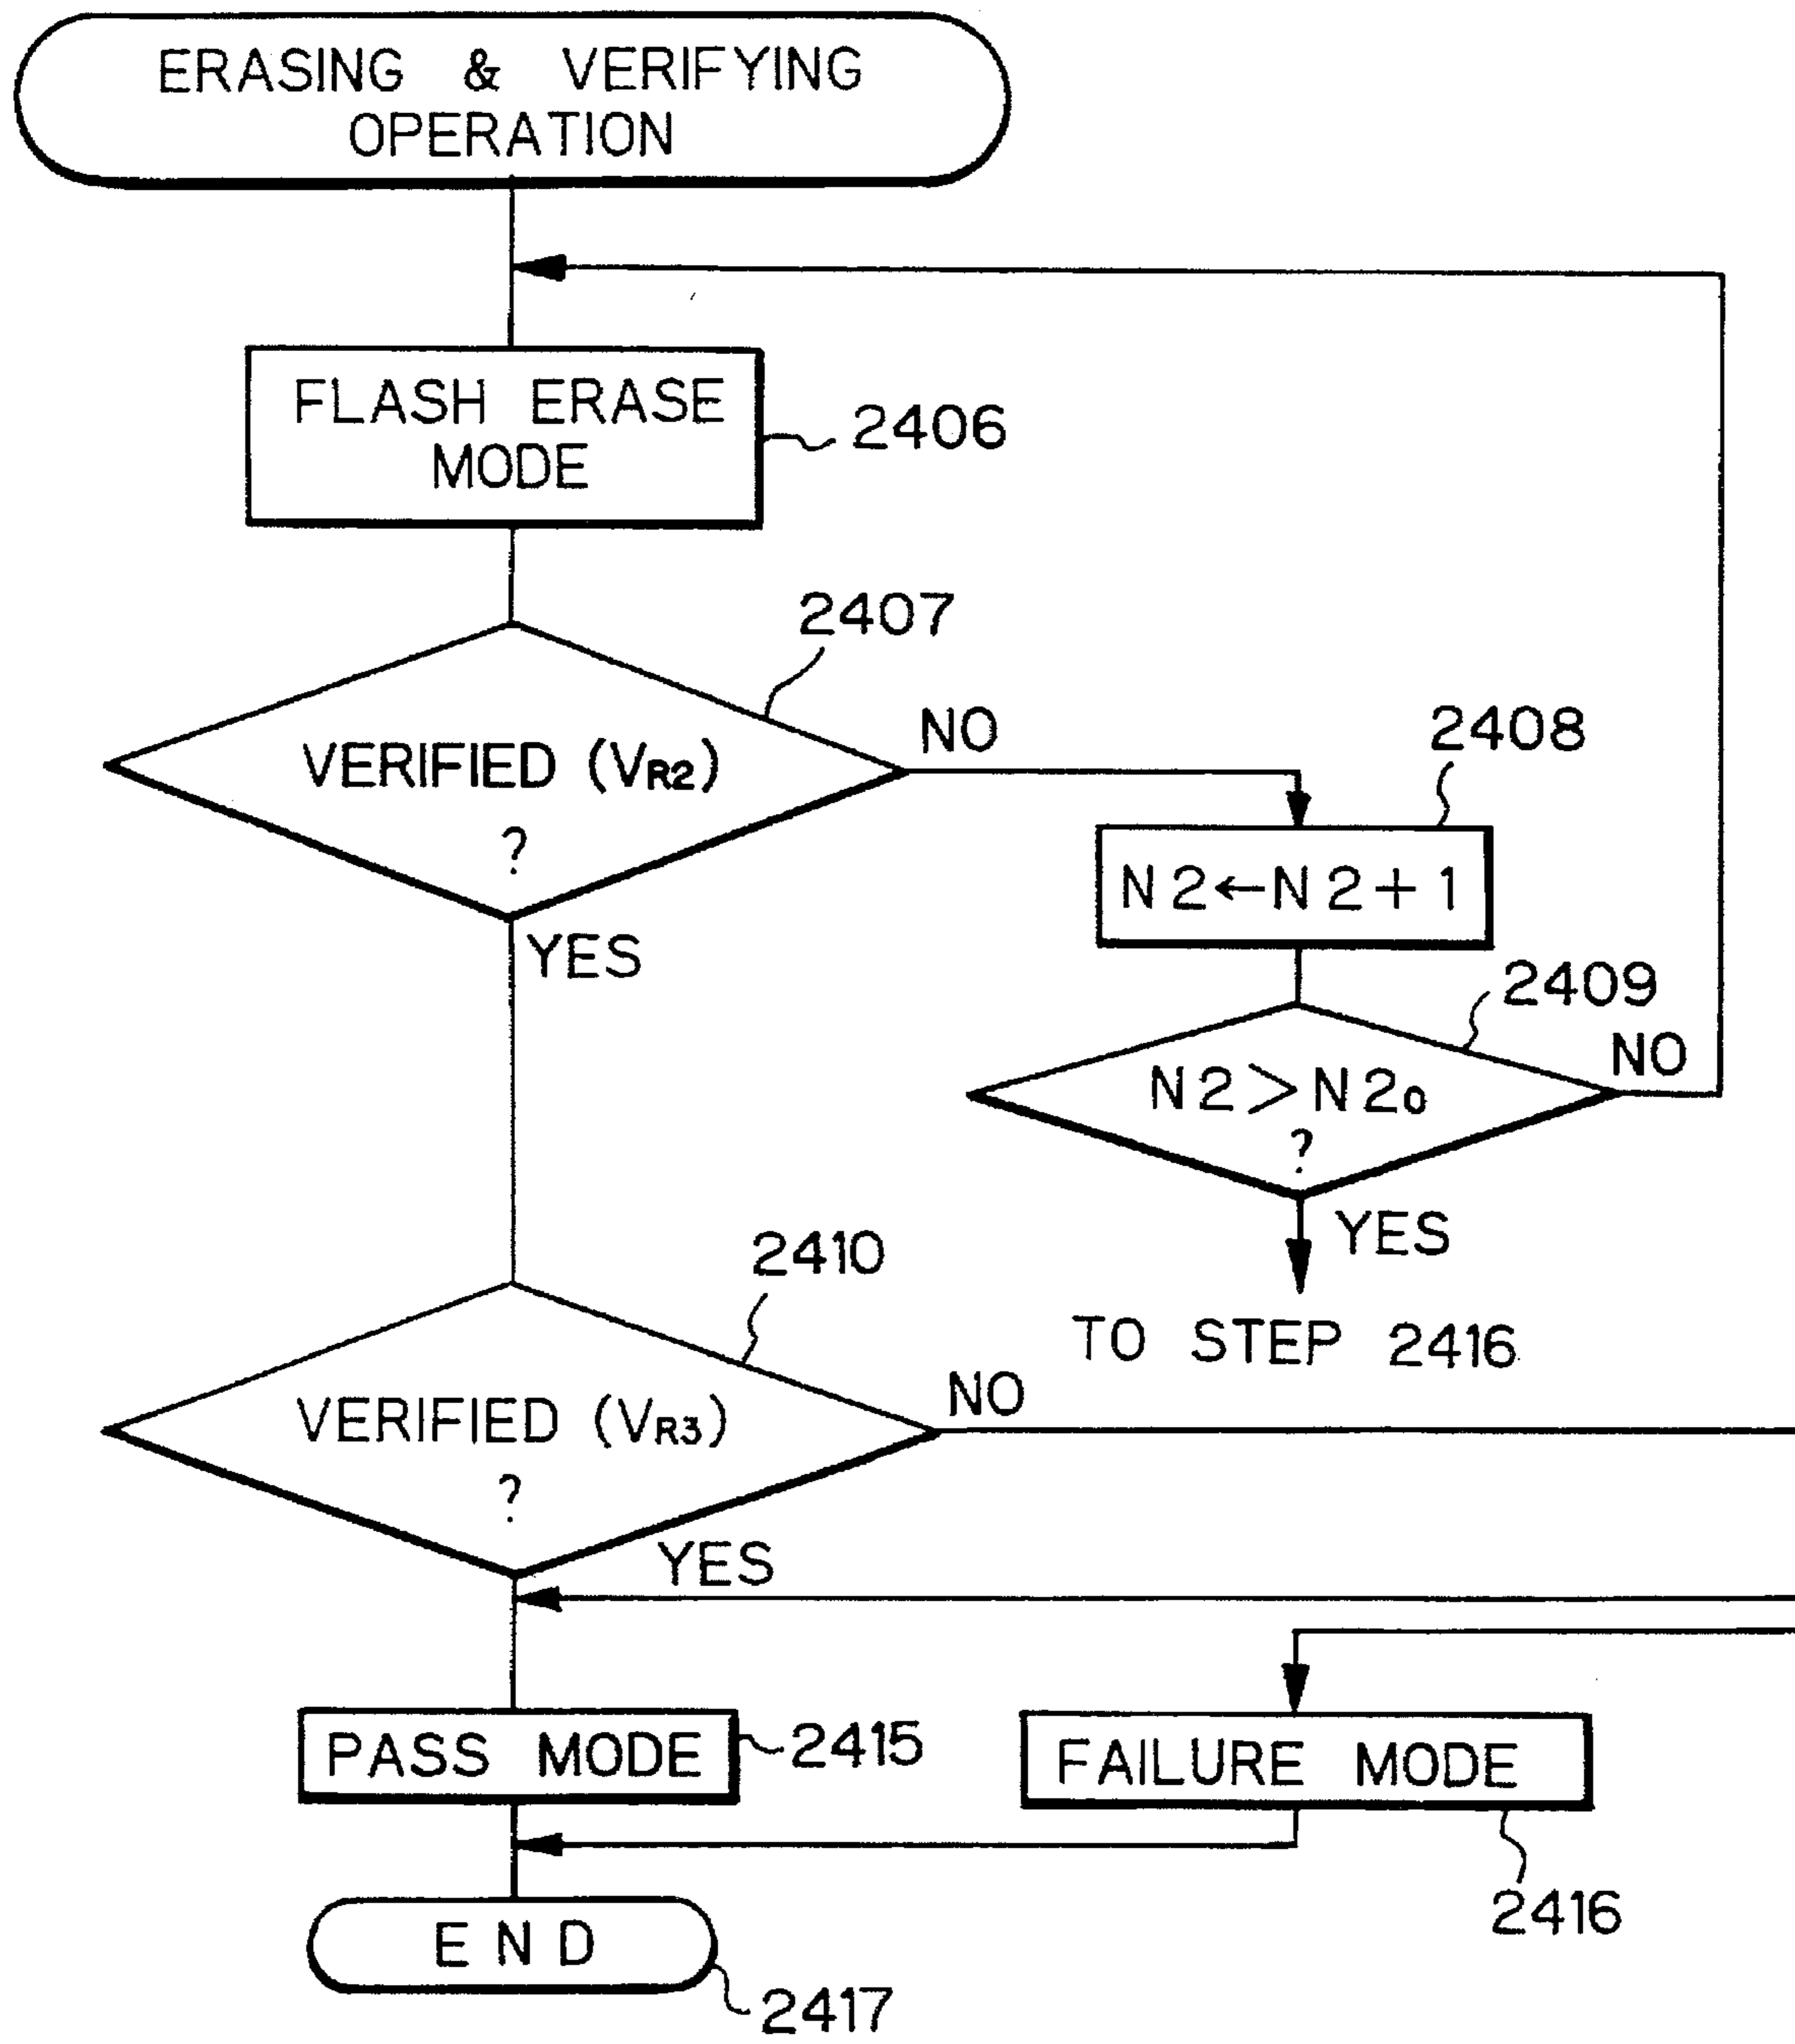 ERASING & VERIFYING
OPERATION
FLASH ERASE
MODE
2406
2407
VERIFIED (VR2)
?
NO
YES
2408
N2←N2+1
2409
N2>N2₀
?
NO
YES
TO STEP 2416
2410
VERIFIED (VR3)
?
NO
YES
PASS MODE
2415
FAILURE MODE
2416
END
2417